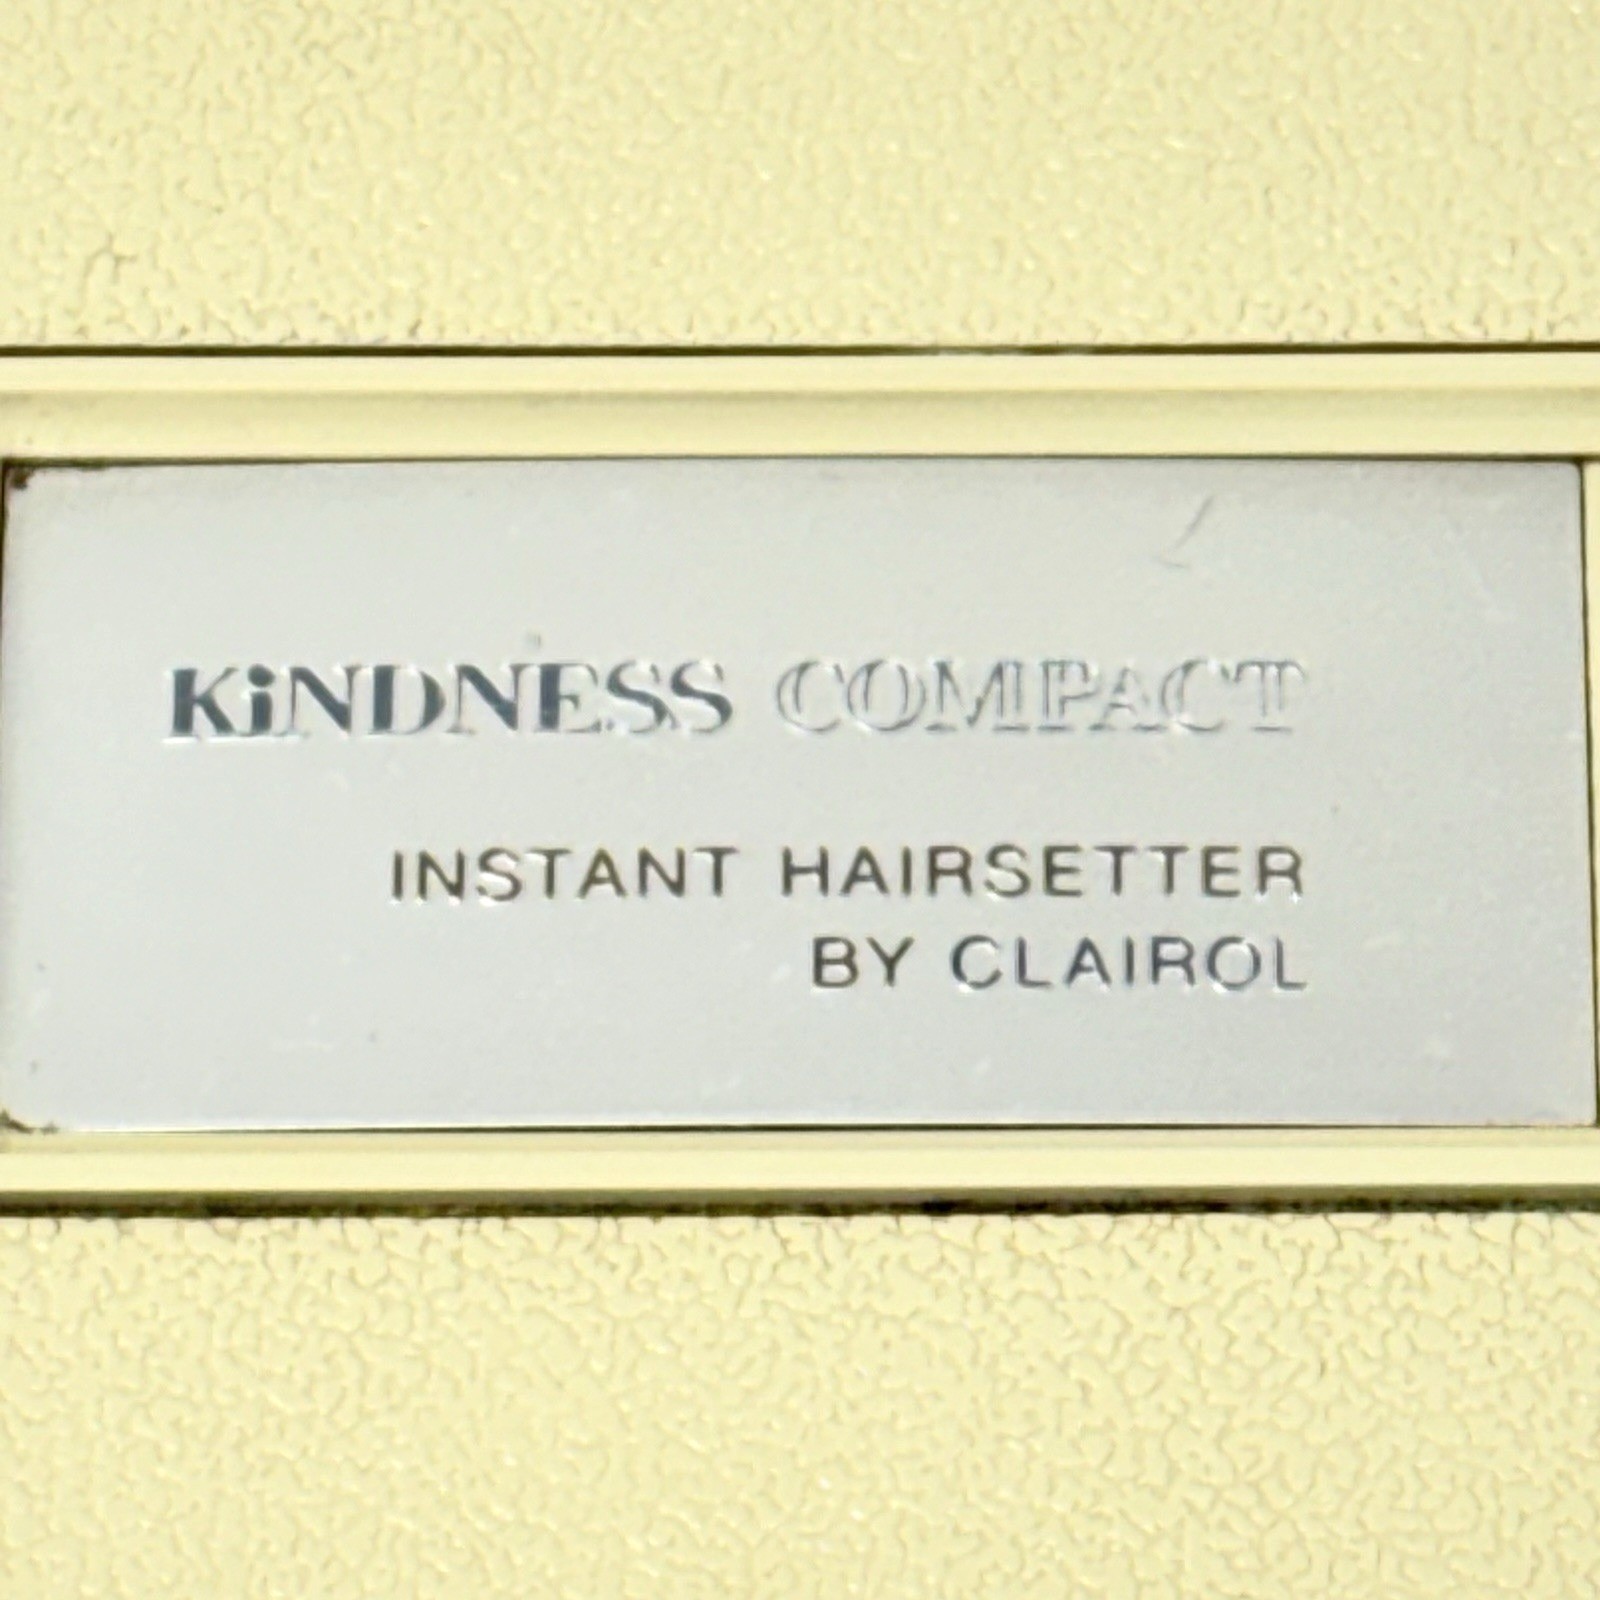 KiNDNESS COMPACT
INSTANT HAIRSETTER
BY CLAIROL